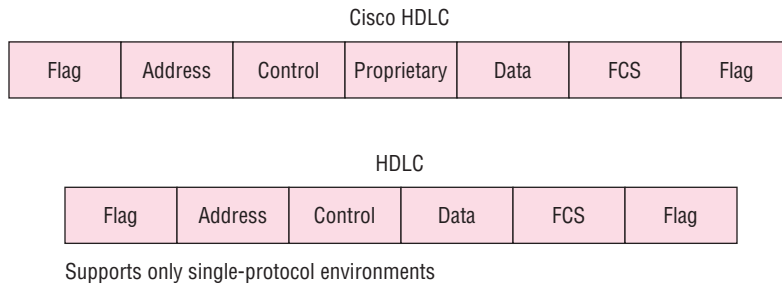 Cisco HDLC
Flag Address Control Proprietary Data FCS Flag
HDLC
Flag Address Control Data FCS Flag
Supports only single-protocol environments